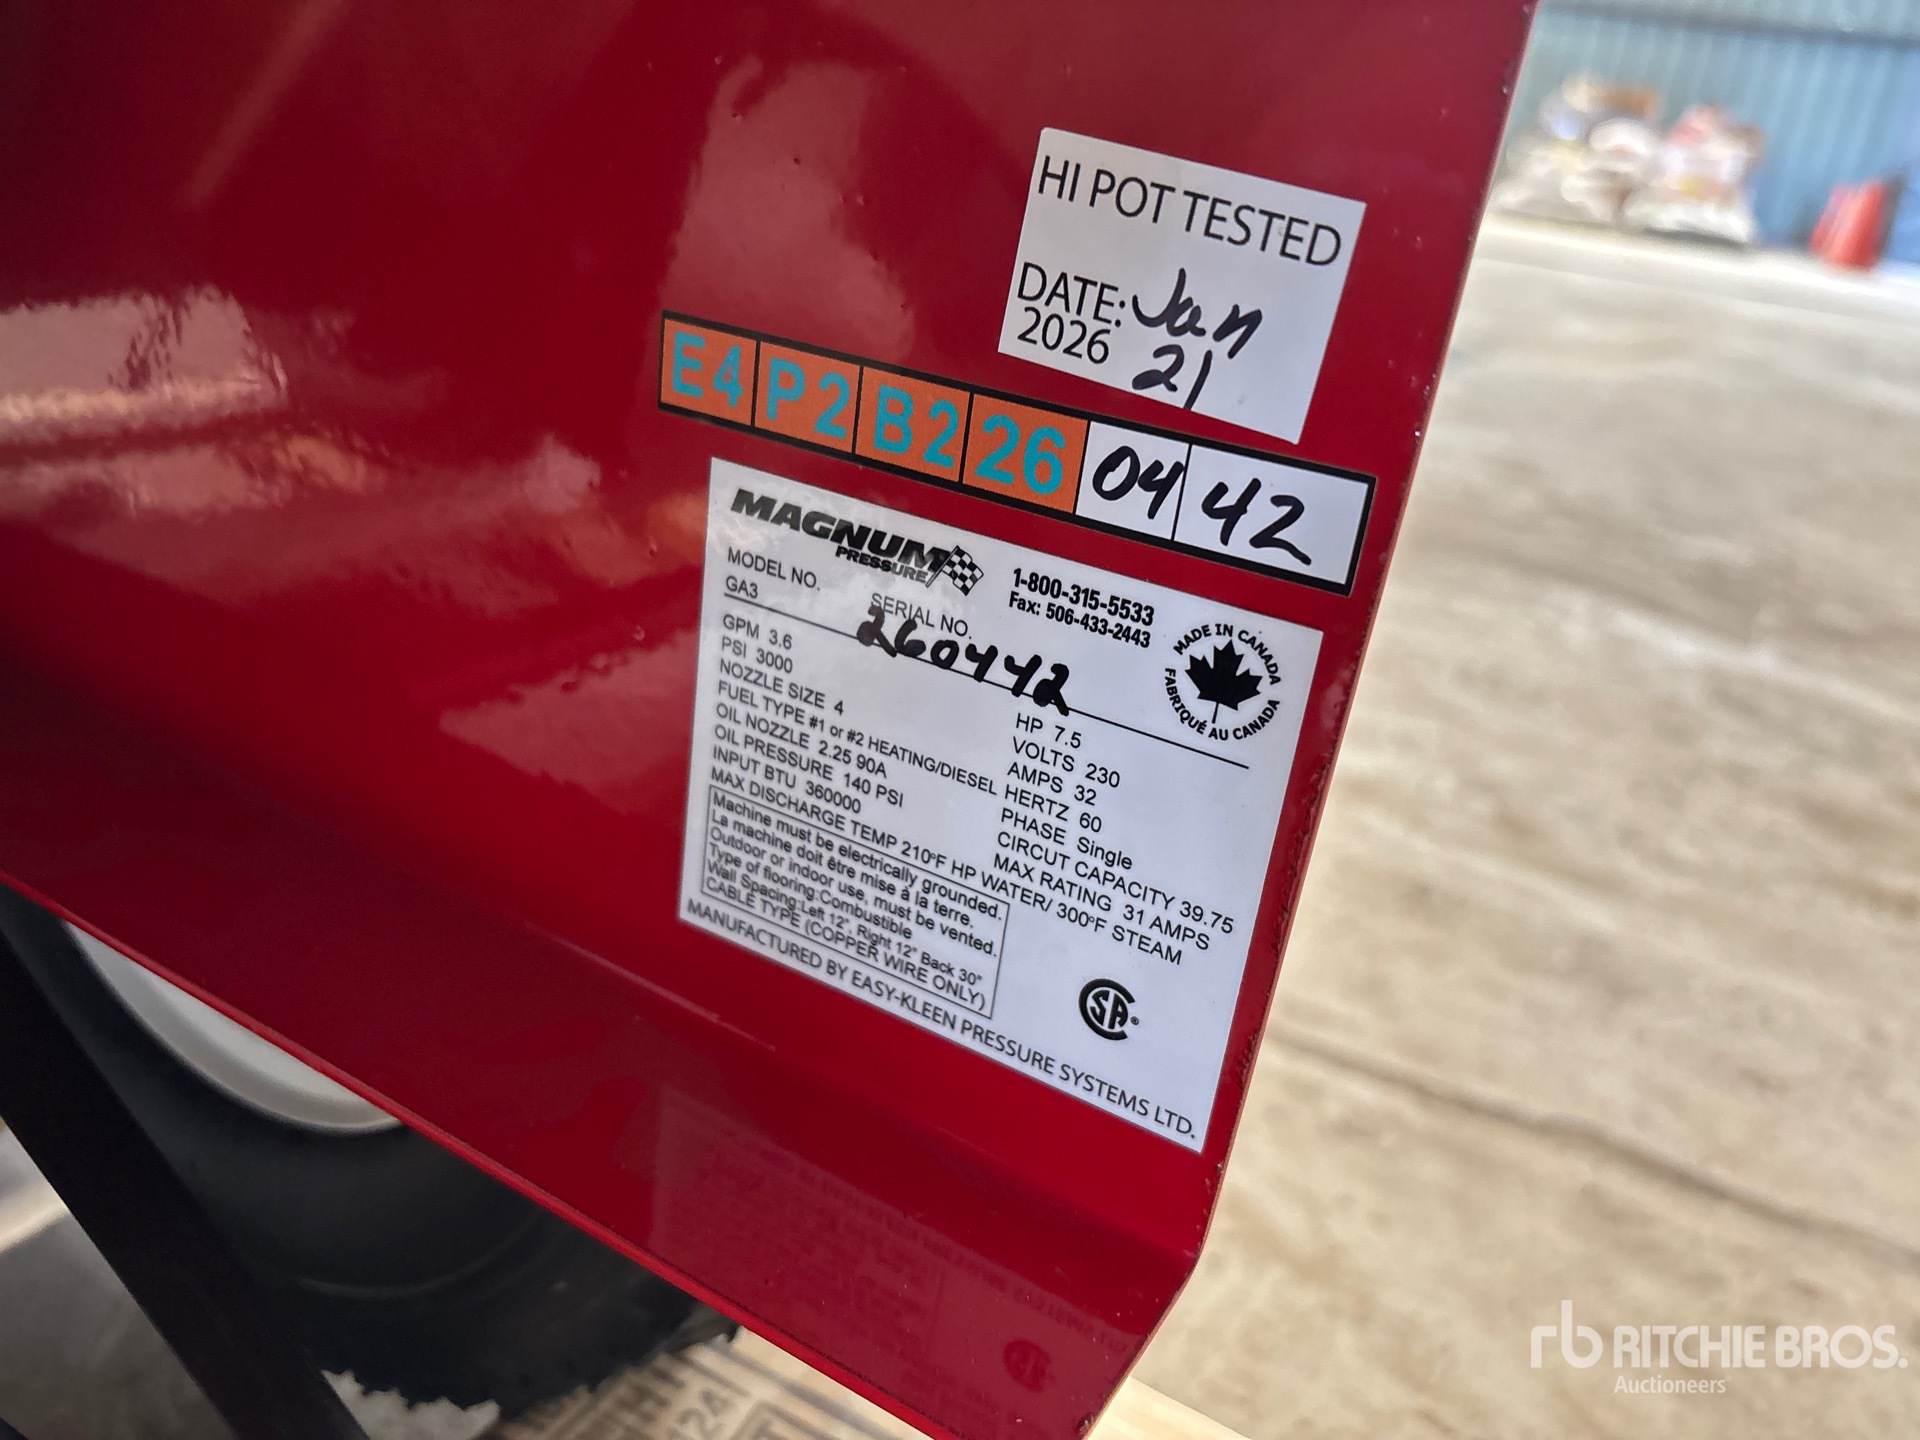 HI POT TESTED
DATE: Jan
2026 21
E4 P2 B2 26 04 42
MAGNUM
PRESSURE
1-800-315-5533
Fax: 506-433-2443
MODEL NO. SERIAL NO.
GA3 260442
MADE IN CANADA
FABRIQUÉ AU CANADA
GPM 3.6
PSI 3000
NOZZLE SIZE 4
FUEL TYPE #1 or #2 HEATING/DIESEL
OIL NOZZLE 2.25 90A
OIL PRESSURE 140 PSI
INPUT BTU 360000
MAX DISCHARGE TEMP 210°F HP WATER/ 300°F STEAM
HP 7.5
VOLTS 230
AMPS 32
HERTZ 60
PHASE Single
CIRCUT CAPACITY 39.75
MAX RATING 31 AMPS
Machine must be electrically grounded.
La machine doit être mise à la terre.
Outdoor or indoor use, must be vented.
Type of flooring:Combustible
Wall Spacing:Left 12", Right 12" Back 30"
CABLE TYPE (COPPER WIRE ONLY)
MANUFACTURED BY EASY-KLEEN PRESSURE SYSTEMS LTD.
SA®
124
rb RITCHIE BROS.
Auctioneers